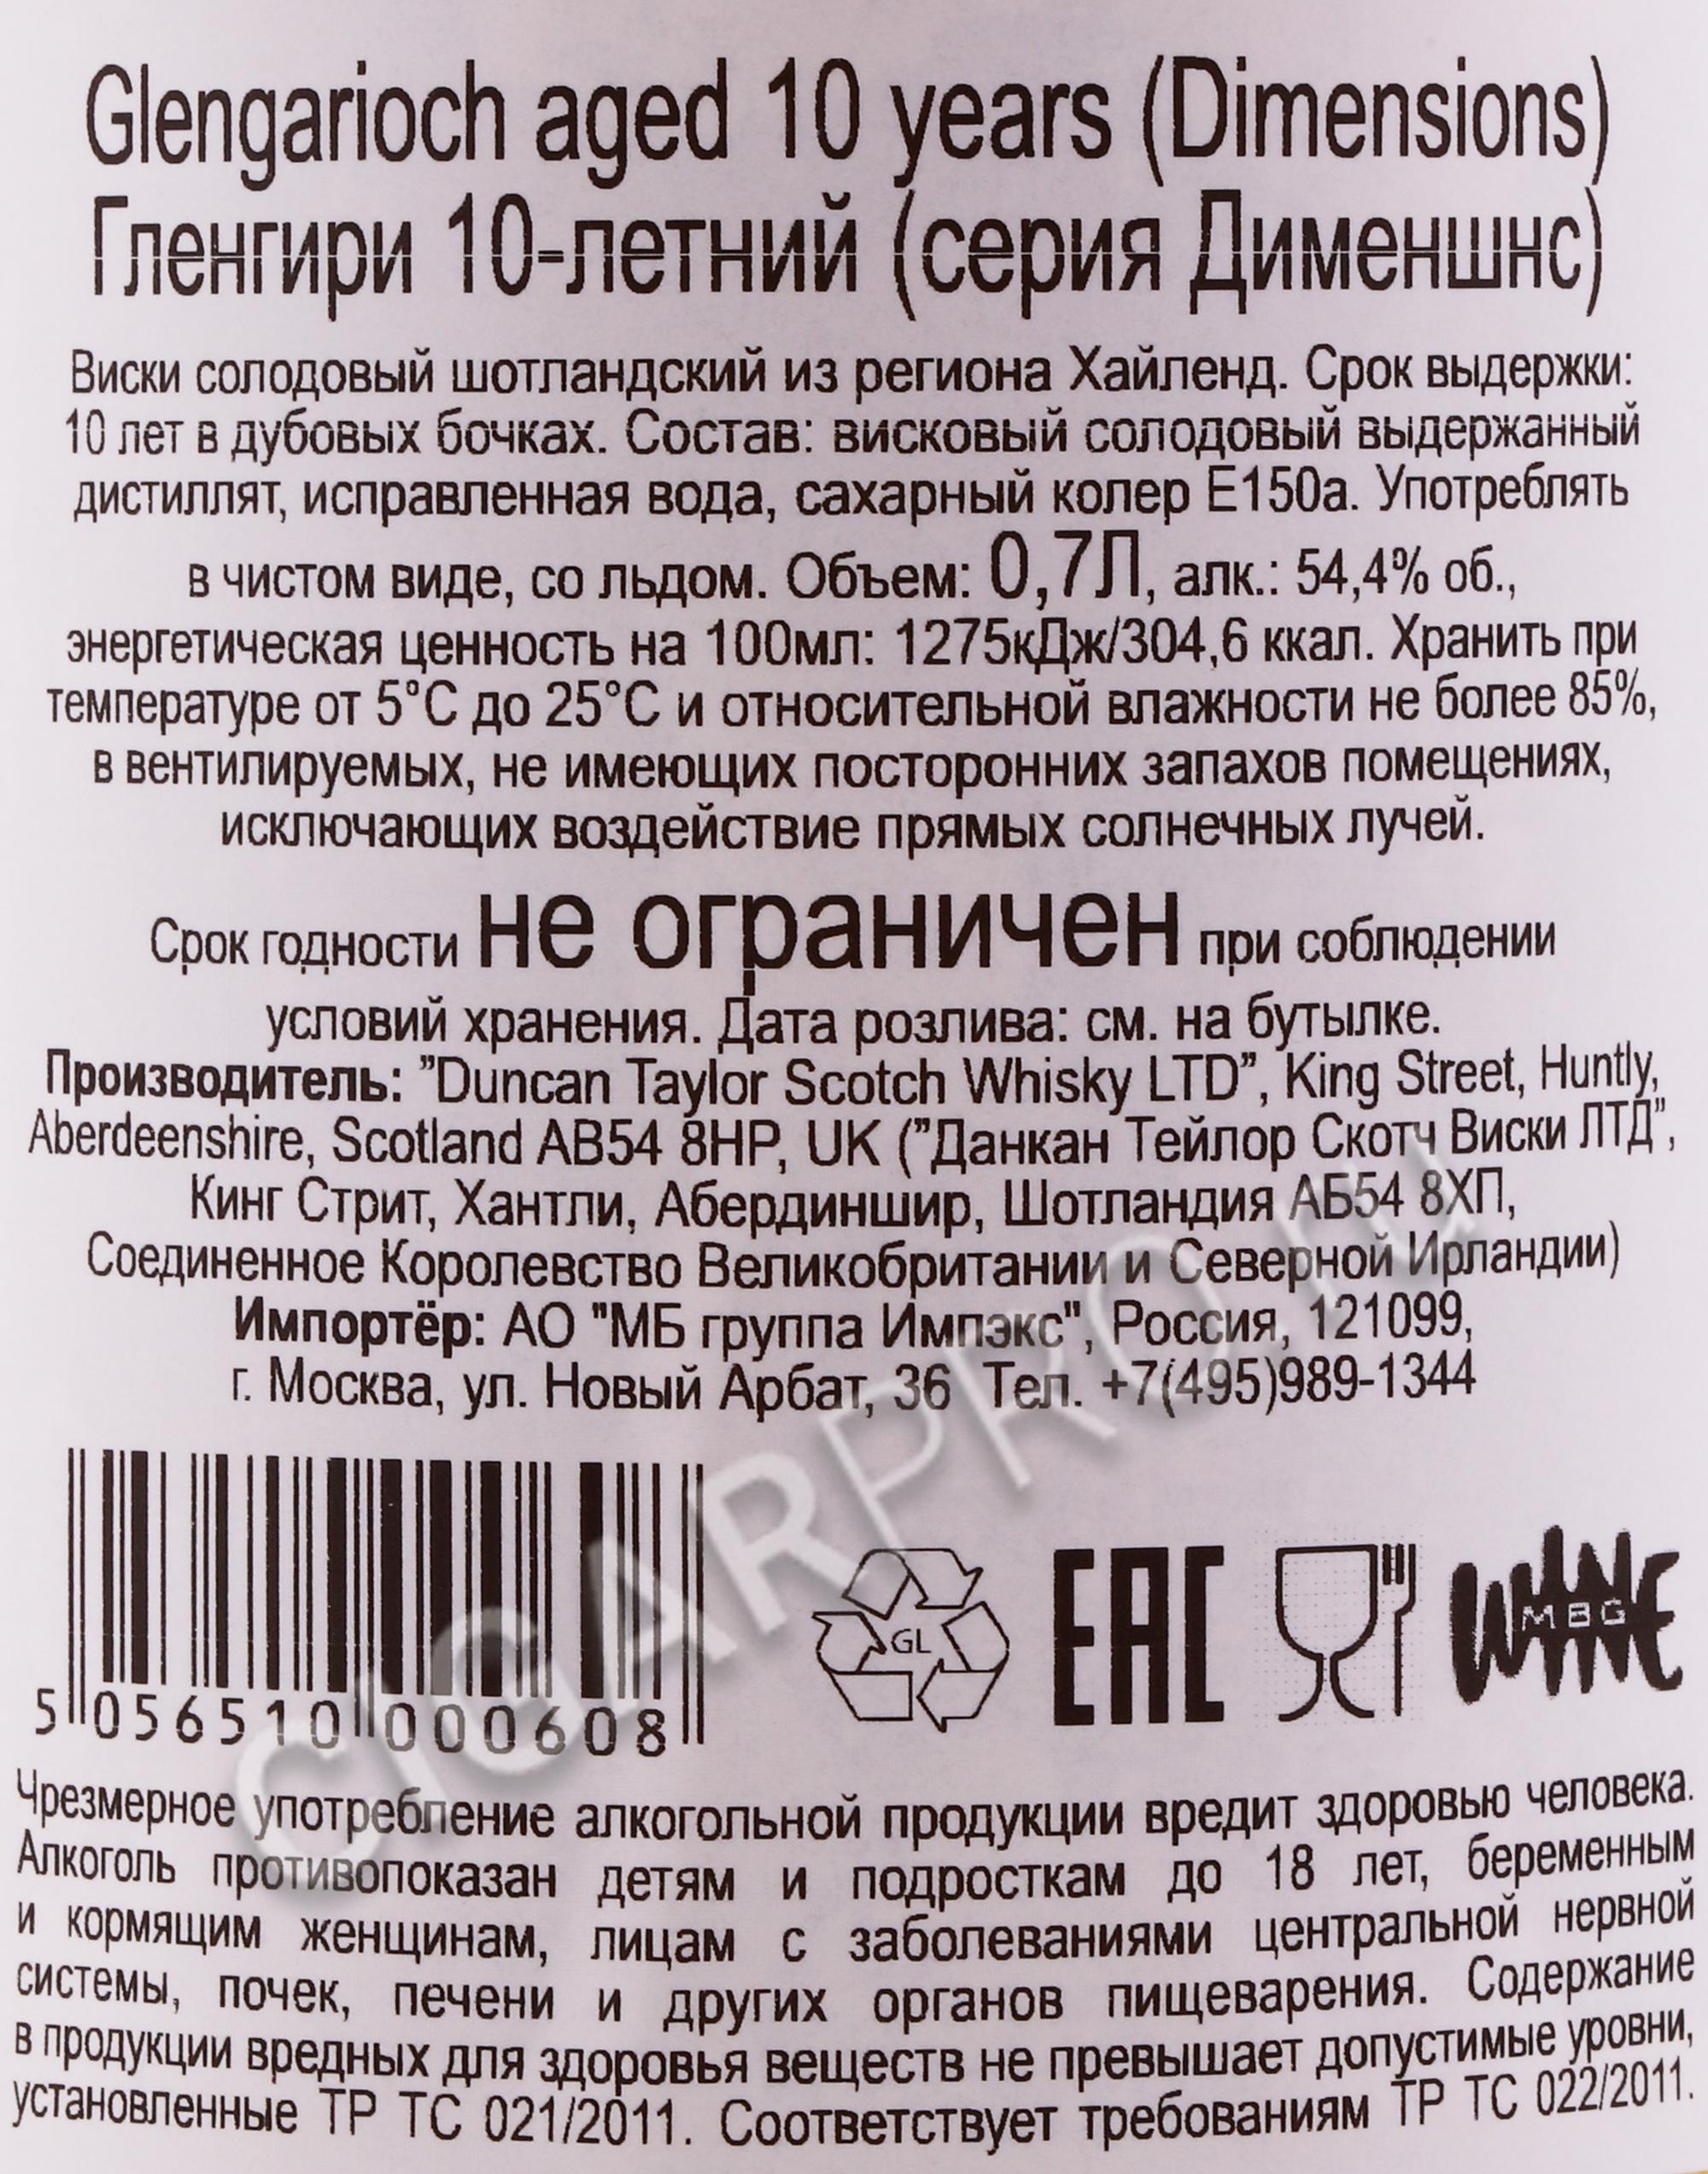 Glengarioch aged 10 years (Dimensions)
Гленгири 10-летний (серия Дименшнс)
Виски солодовый шотландский из региона Хайленд. Срок выдержки:
10 лет в дубовых бочках. Состав: висковый солодовый выдержанный
дистиллят, исправленная вода, сахарный колер Е150а. Употреблять
в чистом виде, со льдом. Объем: 0,7Л, алк.: 54,4% об.,
энергетическая ценность на 100мл: 1275кДж/304,6 ккал. Хранить при
температуре от 5°С до 25°С и относительной влажности не более 85%,
в вентилируемых, не имеющих посторонних запахов помещениях,
исключающих воздействие прямых солнечных лучей.
Срок годности не ограничен при соблюдении
условий хранения. Дата розлива: см. на бутылке.
Производитель: ”Duncan Taylor Scotch Whisky LTD”, King Street, Huntly,
Aberdeenshire, Scotland AB54 8HP, UK (”Данкан Тейлор Скотч Виски ЛТД”,
Кинг Стрит, Хантли, Абердиншир, Шотландия АБ54 8ХП,
Соединенное Королевство Великобритании и Северной Ирландии)
Импортёр: АО "МБ группа Импэкс", Россия, 121099,
г. Москва, ул. Новый Арбат, 36 Тел. +7(495)989-1344
5 056510 000608
GL
EAC
WINE
MBG
CIGARPRO.ru
Чрезмерное употребление алкогольной продукции вредит здоровью человека.
Алкоголь противопоказан детям и подросткам до 18 лет, беременным
и кормящим женщинам, лицам с заболеваниями центральной нервной
системы, почек, печени и других органов пищеварения. Содержание
в продукции вредных для здоровья веществ не превышает допустимые уровни,
установленные ТР ТС 021/2011. Соответствует требованиям ТР ТС 022/2011.